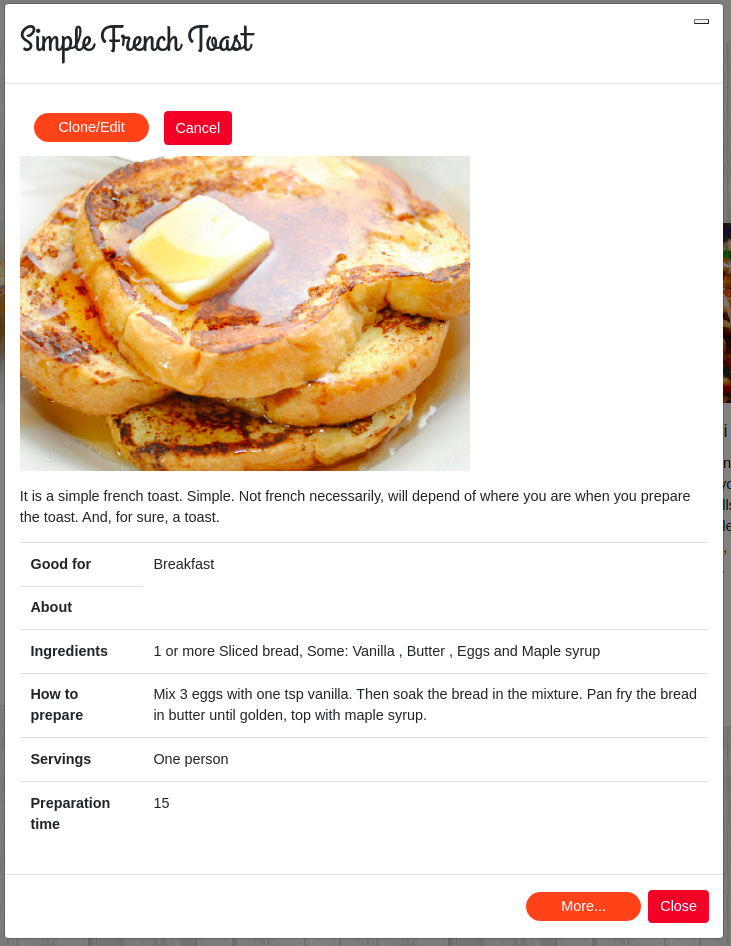 Simple French Toast
Clone/Edit
Cancel
It is a simple french toast. Simple. Not french necessarily, will depend of where you are when you prepare
the toast. And, for sure, a toast.
Good for
Breakfast
About
Ingredients
1 or more Sliced bread, Some: Vanilla , Butter , Eggs and Maple syrup
How to
prepare
Mix 3 eggs with one tsp vanilla. Then soak the bread in the mixture. Pan fry the bread
in butter until golden, top with maple syrup.
Servings
One person
Preparation
time
15
More...
Close